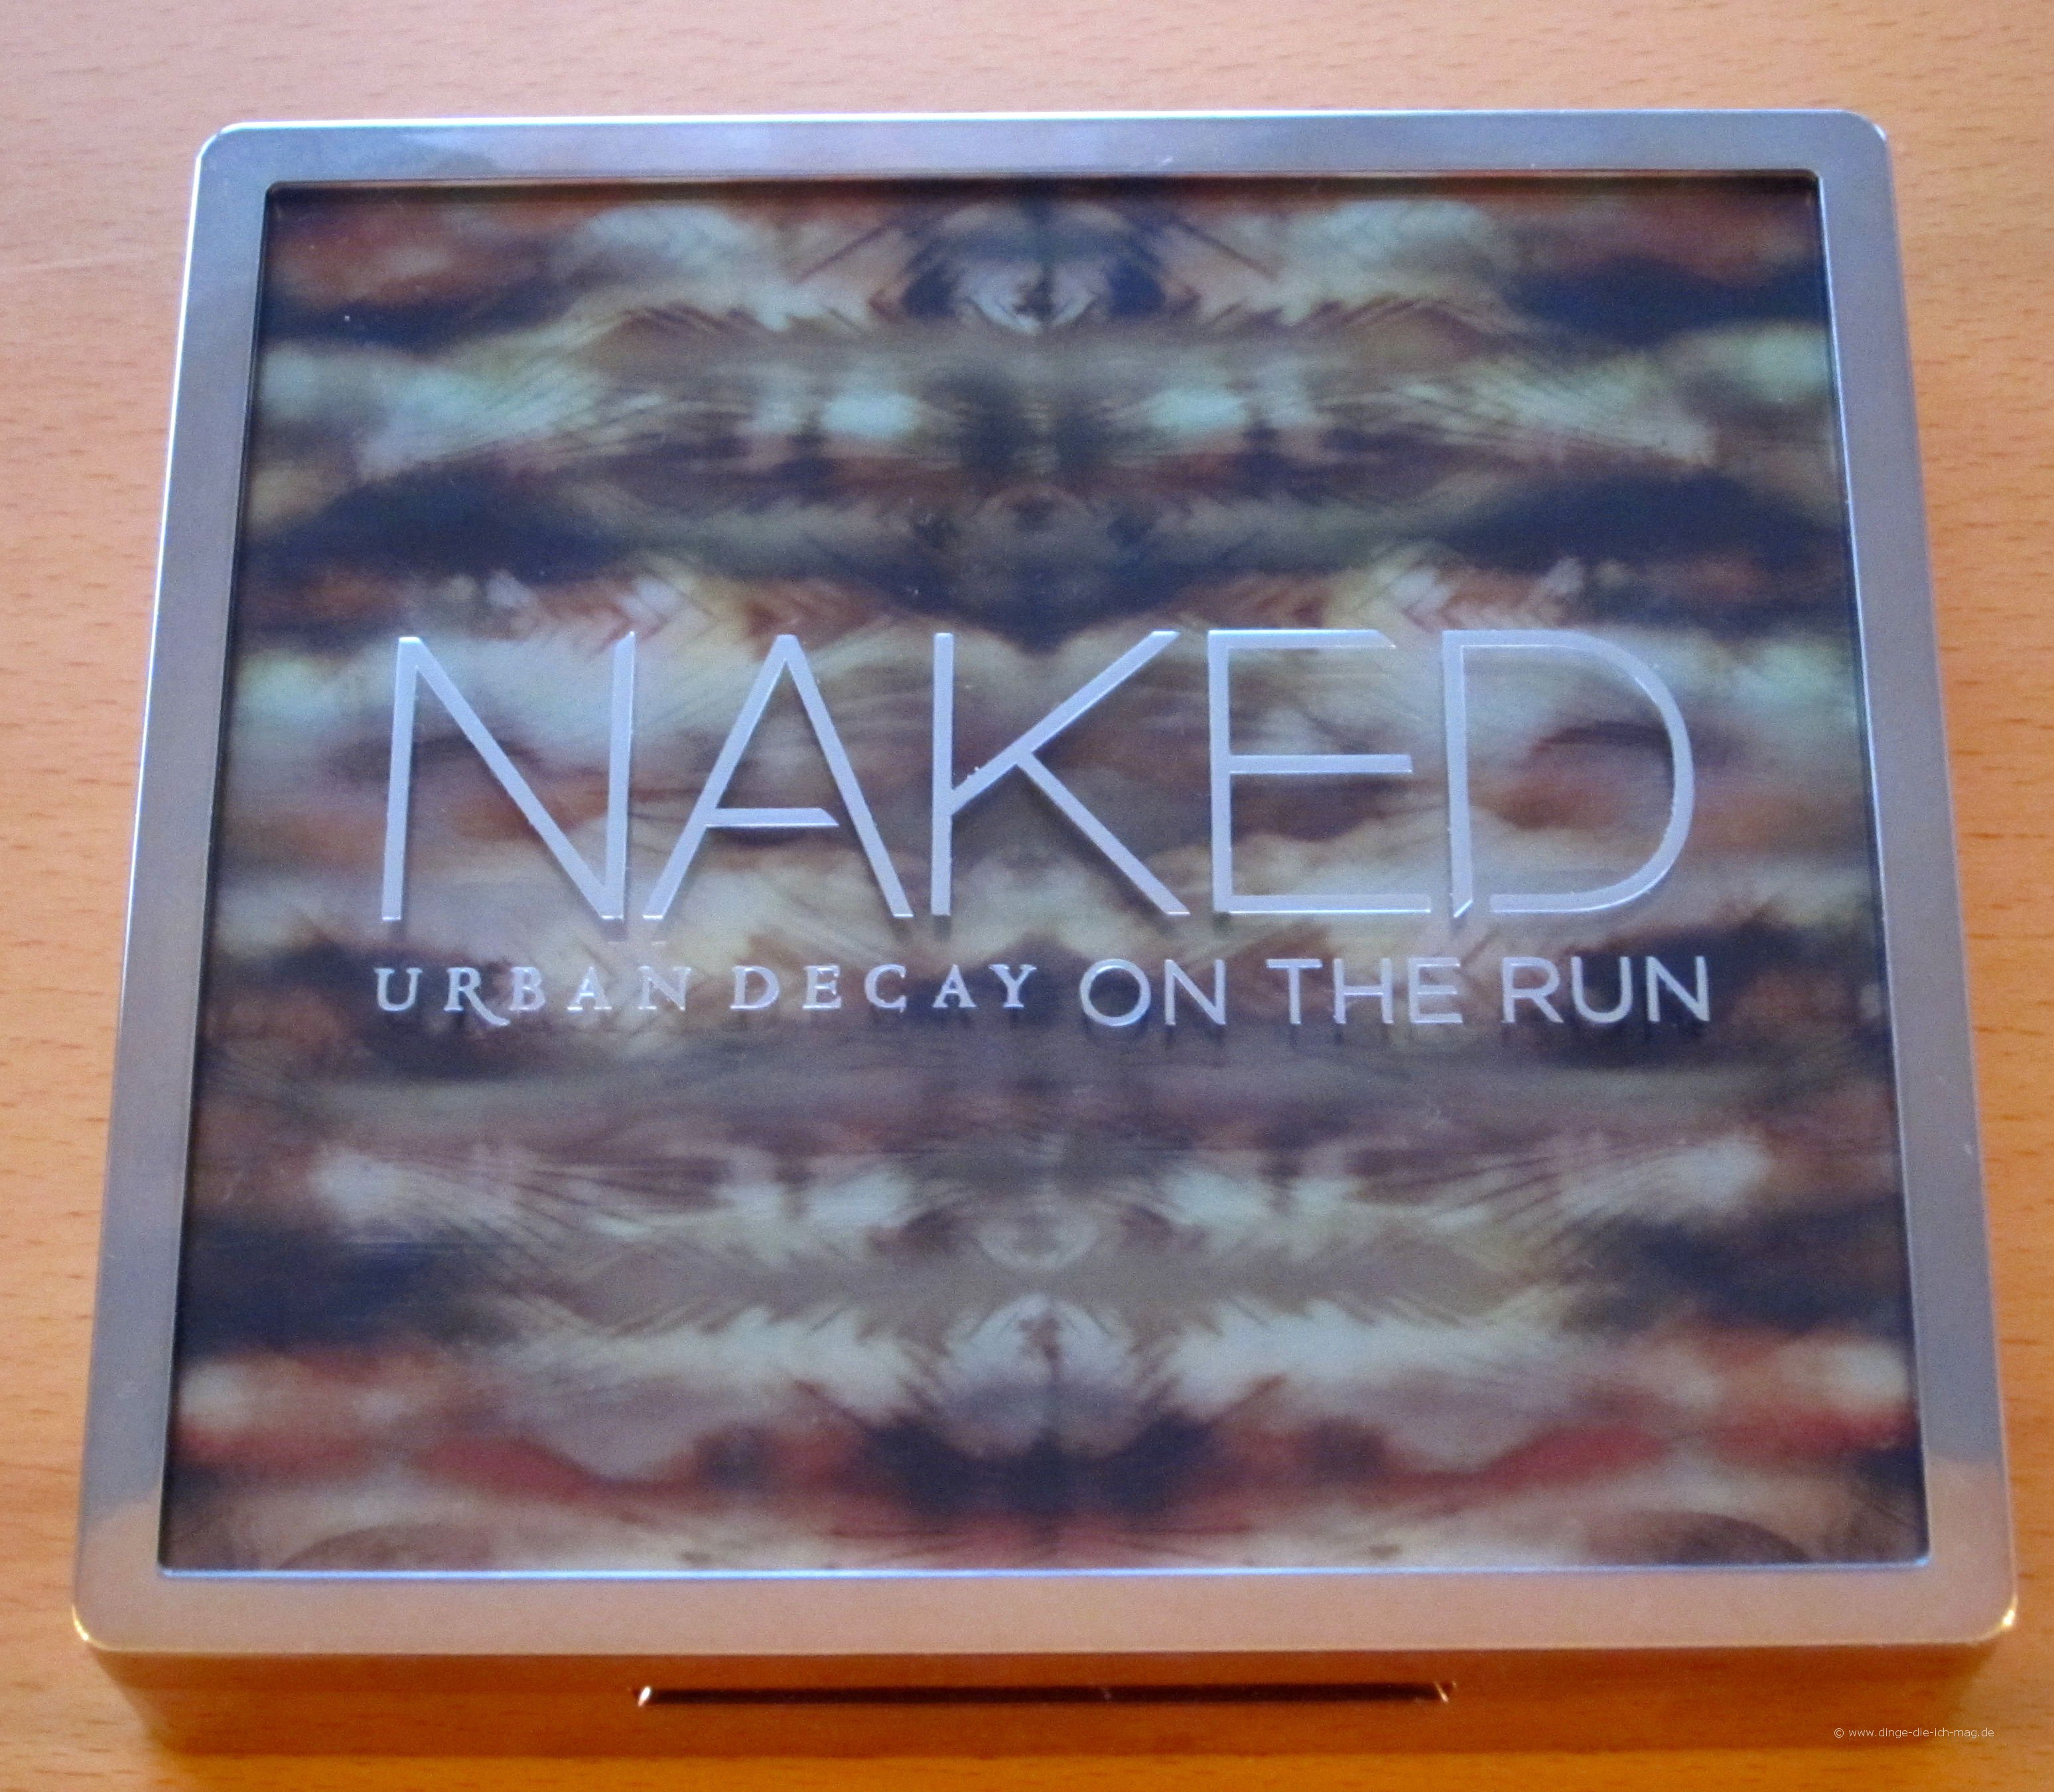 NAKED
URBAN DECAY ON THE RUN
© www.dinge-die-ich-mag.de